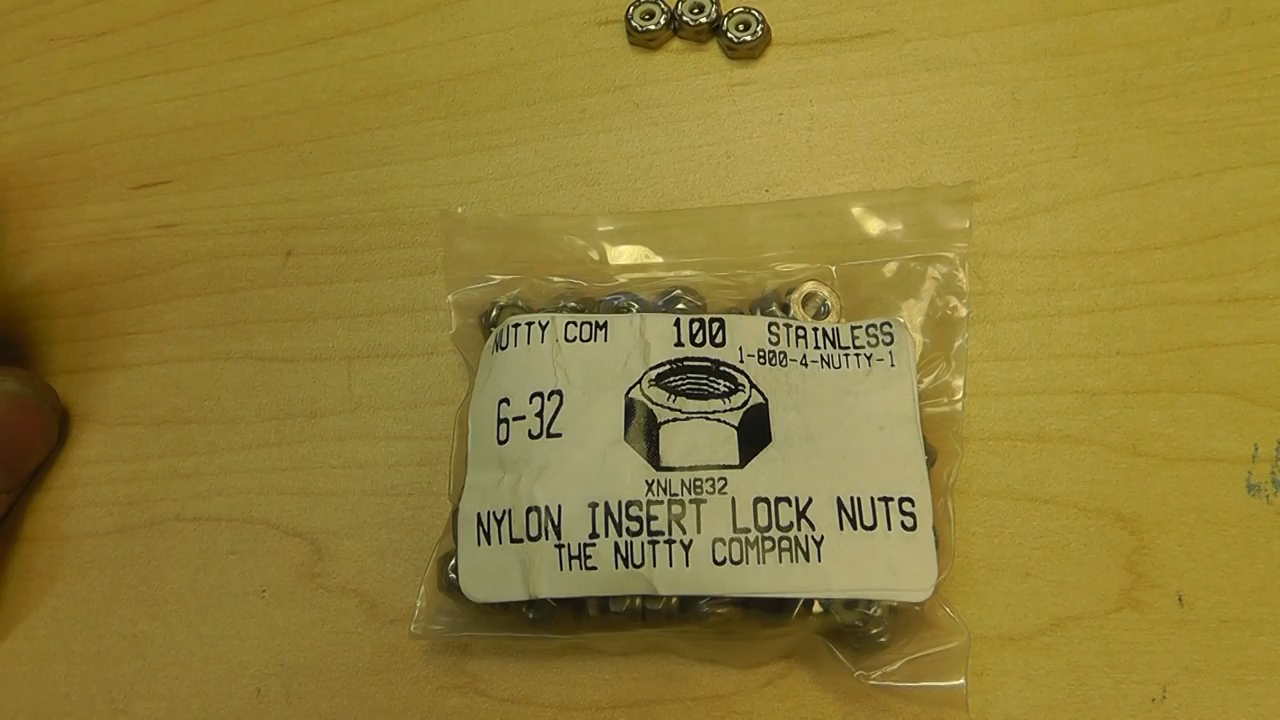 NUTTY.COM 100 STAINLESS
1-800-4-NUTTY-1
6-32
XNLN632
NYLON INSERT LOCK NUTS
THE NUTTY COMPANY